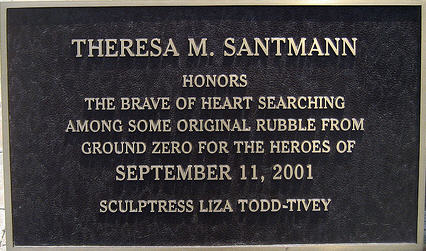 THERESA M. SANTMANN
HONORS
THE BRAVE OF HEART SEARCHING
AMONG SOME ORIGINAL RUBBLE FROM
GROUND ZERO FOR THE HEROES OF
SEPTEMBER 11, 2001
SCULPTRESS LIZA TODD-TIVEY